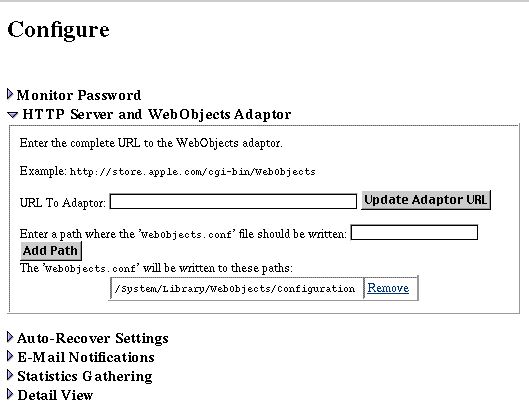 Configure
Monitor Password
HTTP Server and WebObjects Adaptor
Enter the complete URL to the WebObjects adaptor.
Example: http://store.apple.com/cgi-bin/WebObjects
URL To Adaptor: Update Adaptor URL
Enter a path where the 'WebObjects.conf' file should be written:
Add Path
The 'WebObjects.conf' will be written to these paths:
/System/Library/WebObjects/Configuration Remove
Auto-Recover Settings
E-Mail Notifications
Statistics Gathering
Detail View